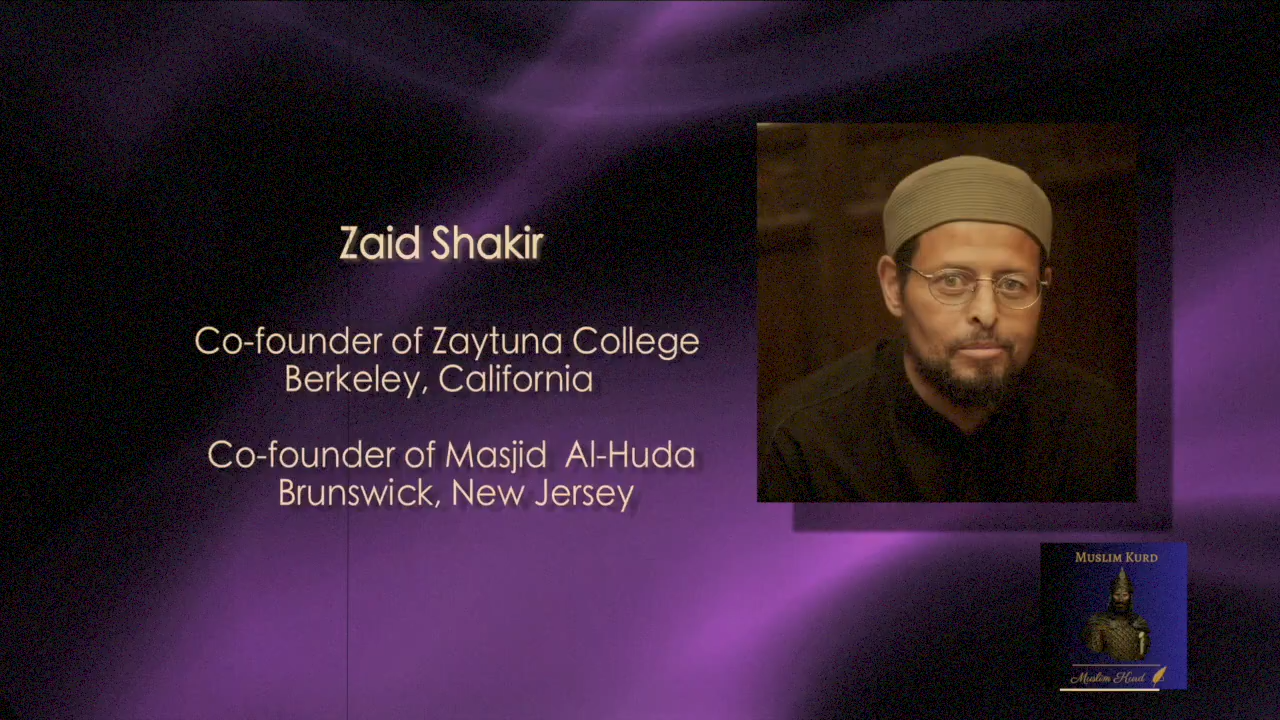 Zaid Shakir
Co-founder of Zaytuna College
Berkeley, California
Co-founder of Masjid Al-Huda
Brunswick, New Jersey
MUSLIM KURD
Muslim Kurd